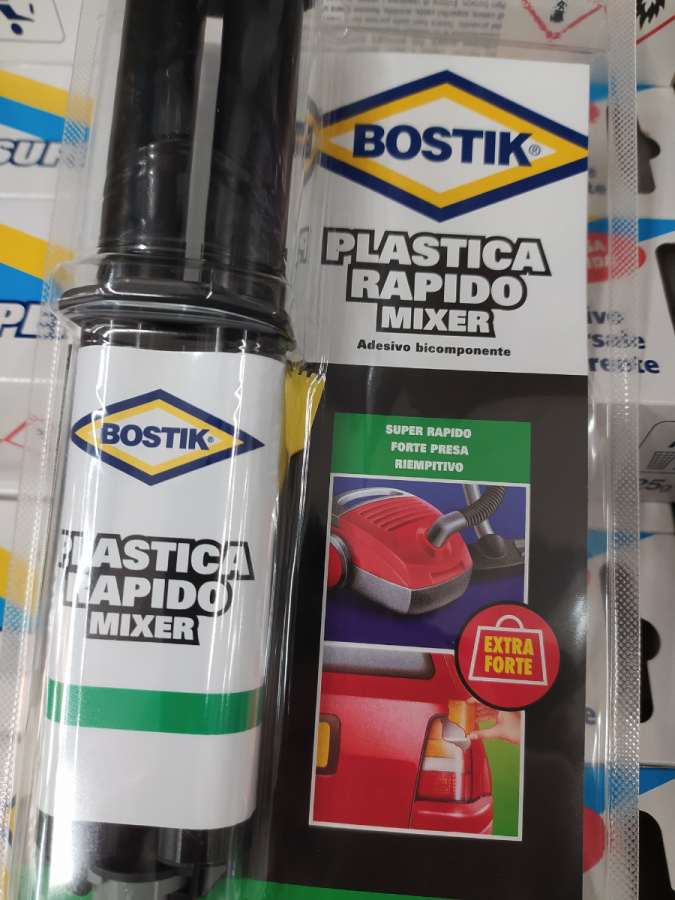 BOSTIK®
PLASTICA
RAPIDO
MIXER
Adesivo bicomponente
SUPER RAPIDO
FORTE PRESA
RIEMPITIVO
EXTRA
FORTE
BOSTIK®
PLASTICA
RAPIDO
MIXER